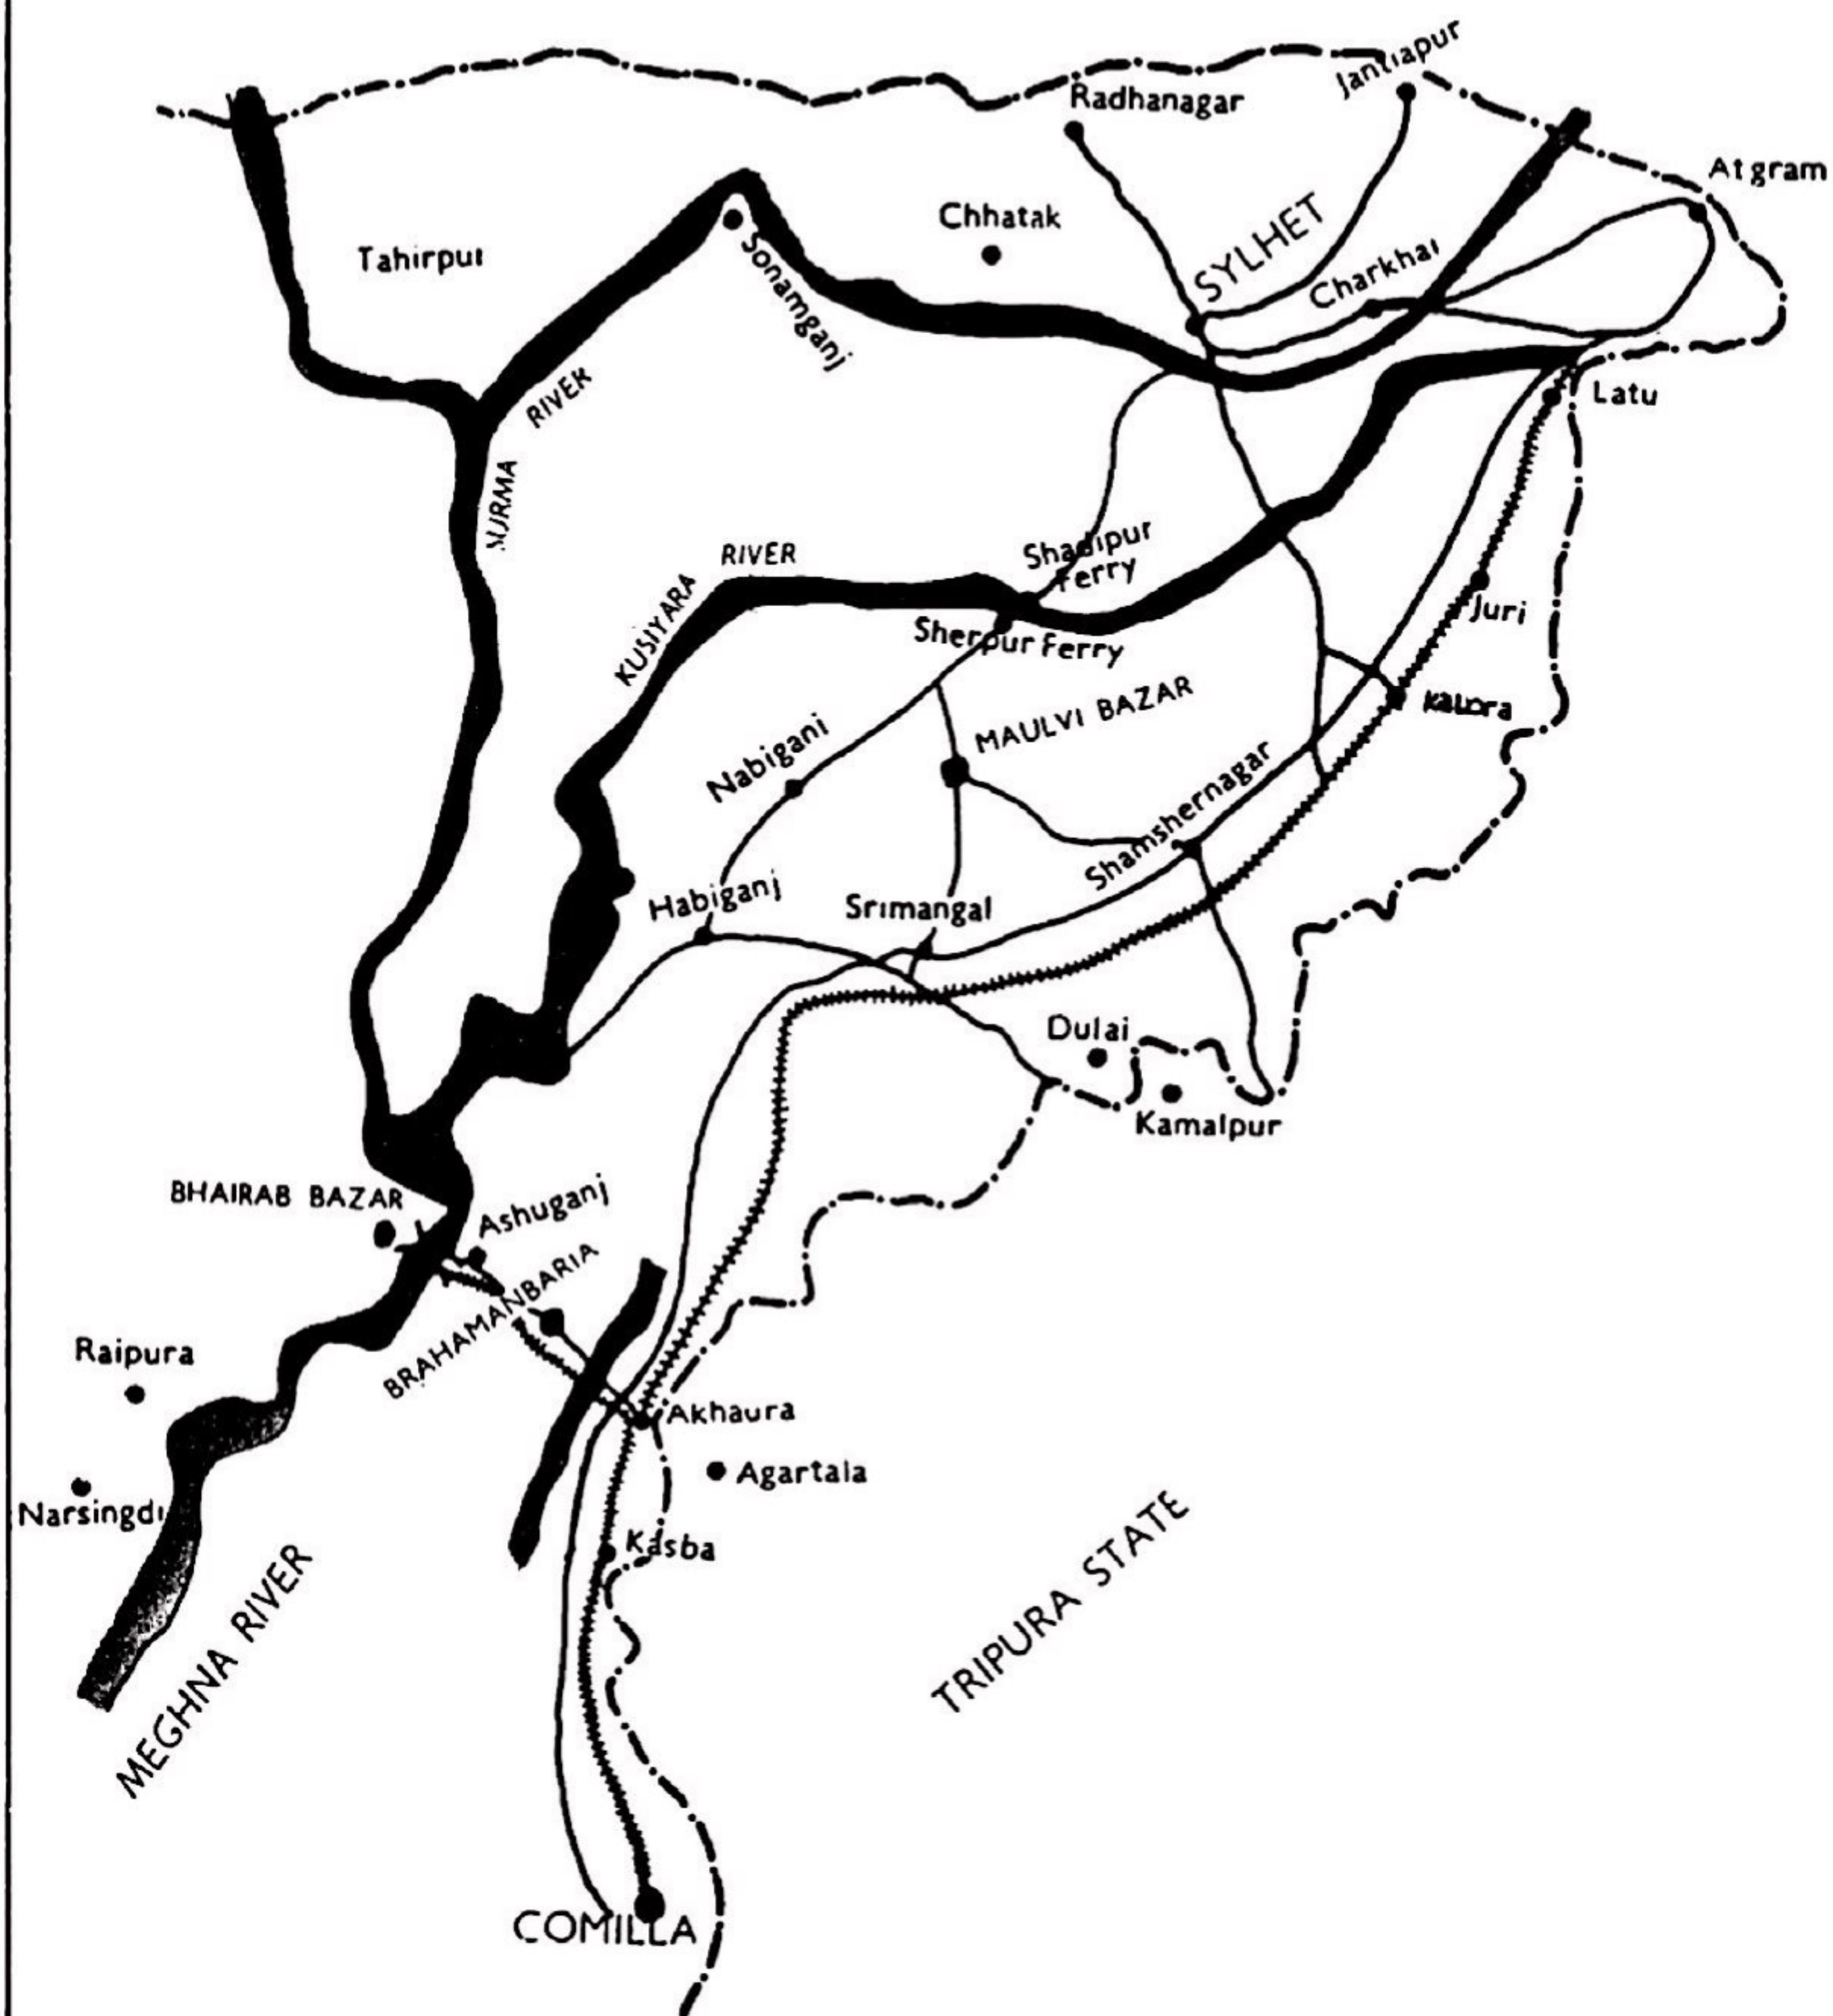 Jantiapur
Radhanagar
Atgram
Chhatak
SYLHET
Tahirpur
Sonamganj
Charkhai
RIVER
Latu
SURMA
Shadipur
Ferry
RIVER
KUSIYARA
Juri
Sherpur Ferry
MAULVI BAZAR
Nabiganj
Shamshernagar
Habiganj
Srimangal
Dulai
Kamalpur
BHAIRAB BAZAR
Ashuganj
BRAHAMANBARIA
Raipura
Akhaura
Agartala
Narsingdi
Kasba
MEGHNA RIVER
TRIPURA STATE
COMILLA